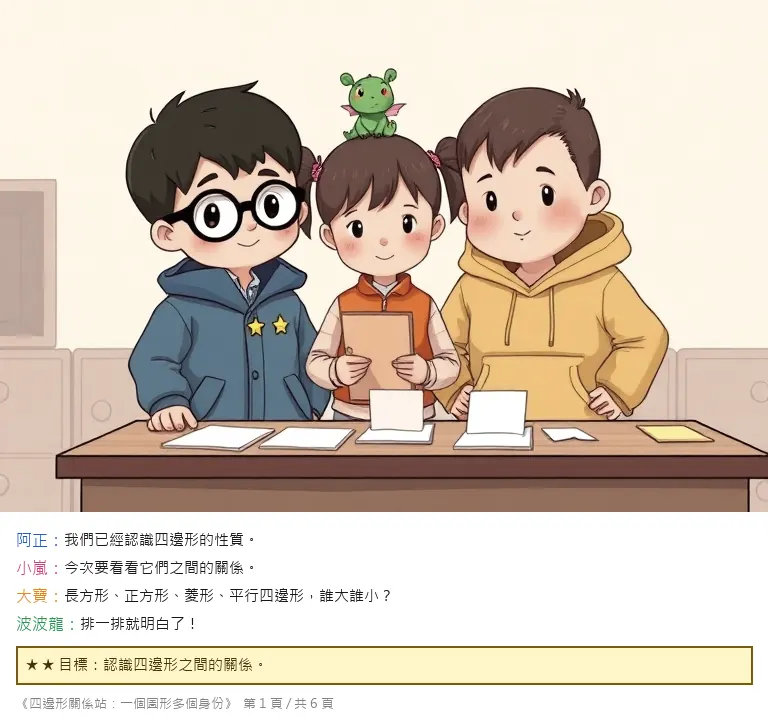 阿正：我們已經認識四邊形的性質。
小嵐：今次要看看它們之間的關係。
大寶：長方形、正方形、菱形、平行四邊形，誰大誰小？
波波龍：排一排就明白了！
★★目標：認識四邊形之間的關係。
《四邊形關係站：一個圖形多個身份》 第 1 頁 / 共 6 頁